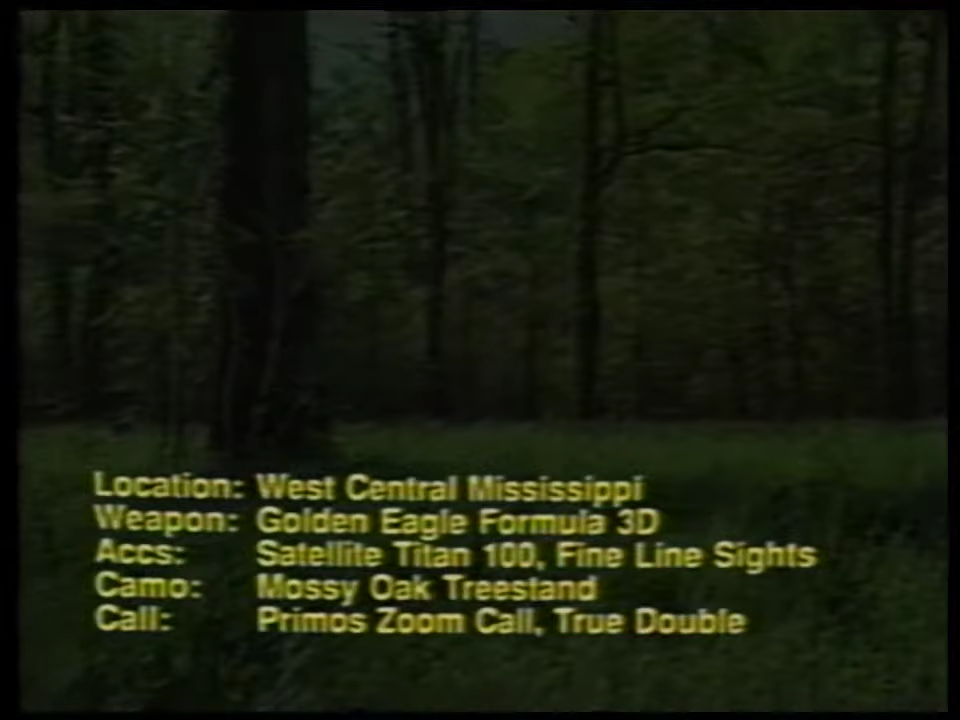 Location: West Central Mississippi
Weapon: Golden Eagle Formula 3D
Accs: Satellite Titan 100, Fine Line Sights
Camo: Mossy Oak Treestand
Call: Primos Zoom Call, True Double